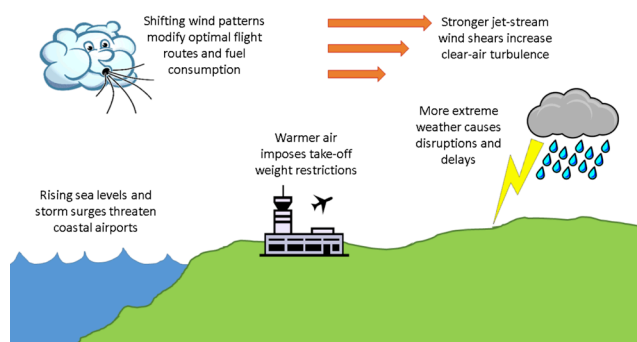 Shifting wind patterns
modify optimal flight
routes and fuel
consumption
Stronger jet-stream
wind shears increase
clear-air turbulence
More extreme
weather causes
disruptions and
delays
Warmer air
imposes take-off
weight restrictions
Rising sea levels and
storm surges threaten
coastal airports